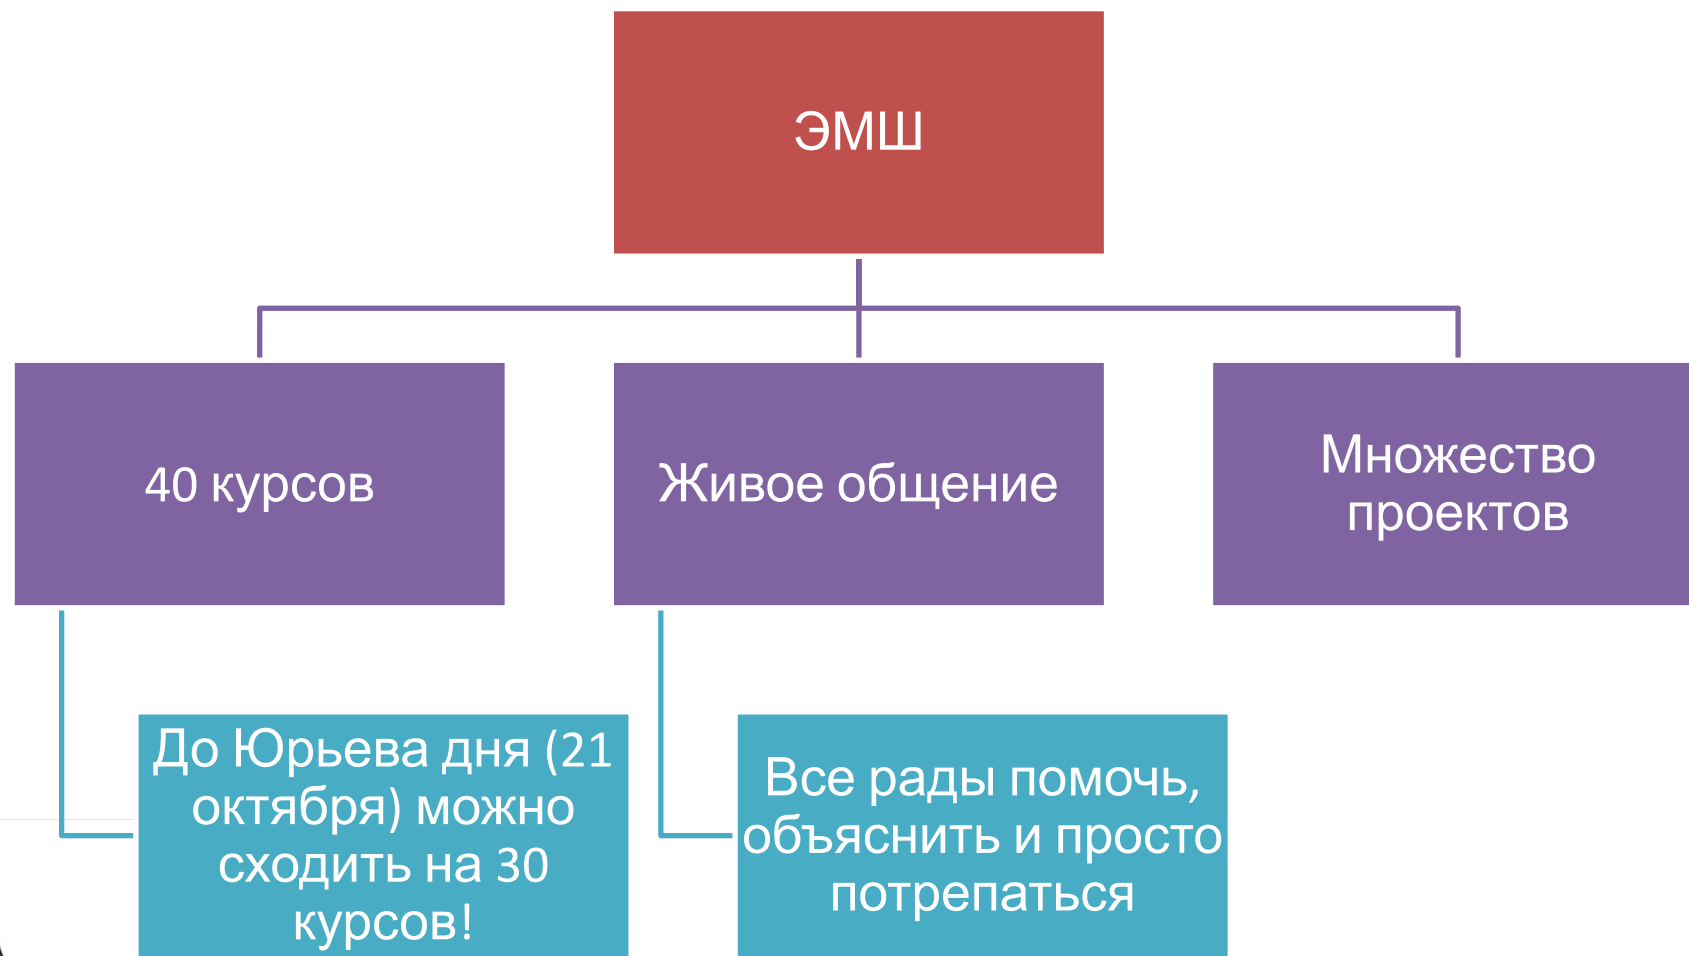 ЭМШ
40 курсов
Живое общение
Множество
проектов
До Юрьева дня (21
октября) можно
сходить на 30
курсов!
Все рады помочь,
объяснить и просто
потрепаться